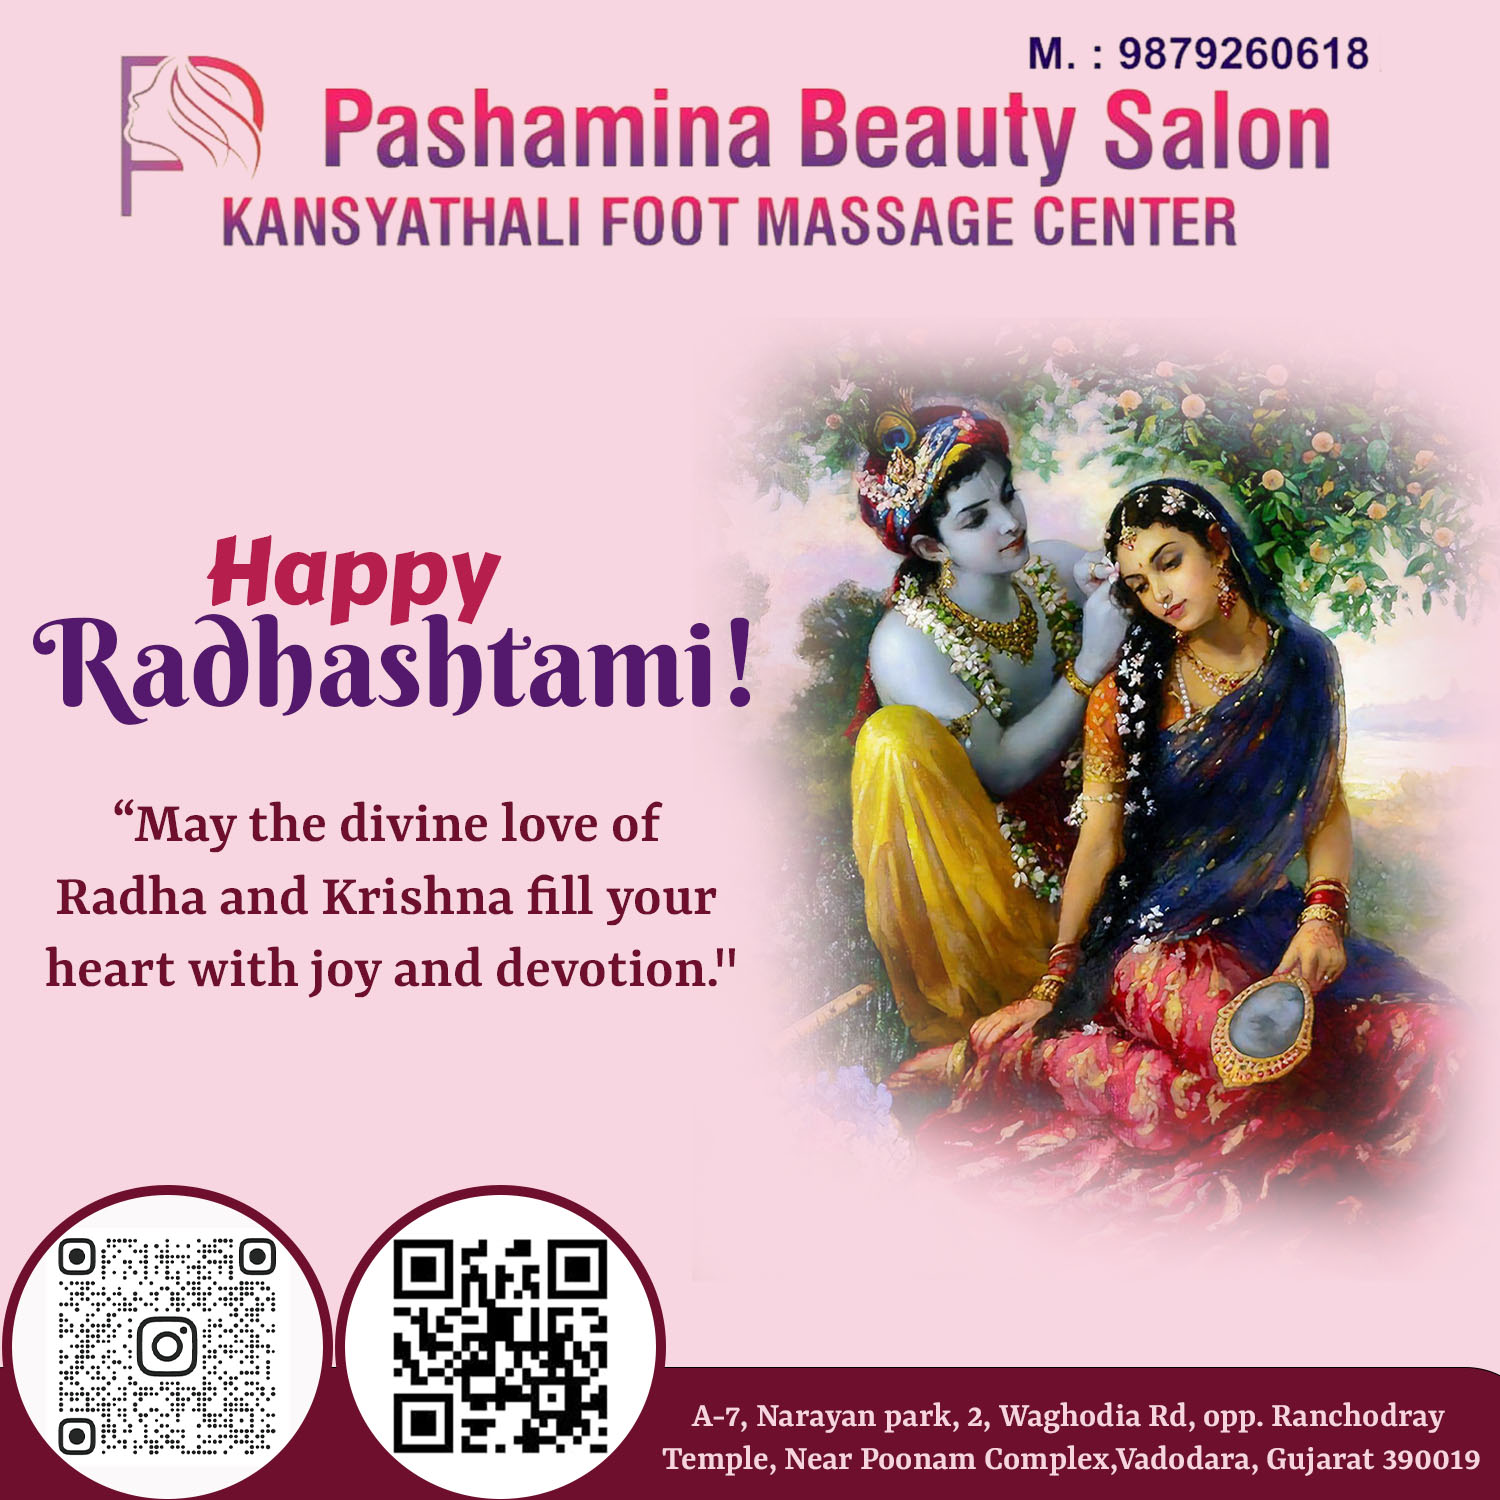 M. : 9879260618
Pashamina Beauty Salon
KANSYATHALI FOOT MASSAGE CENTER
Happy
Radhashtami!
“May the divine love of
Radha and Krishna fill your
heart with joy and devotion."
A-7, Narayan park, 2, Waghodia Rd, opp. Ranchodray
Temple, Near Poonam Complex,Vadodara, Gujarat 390019